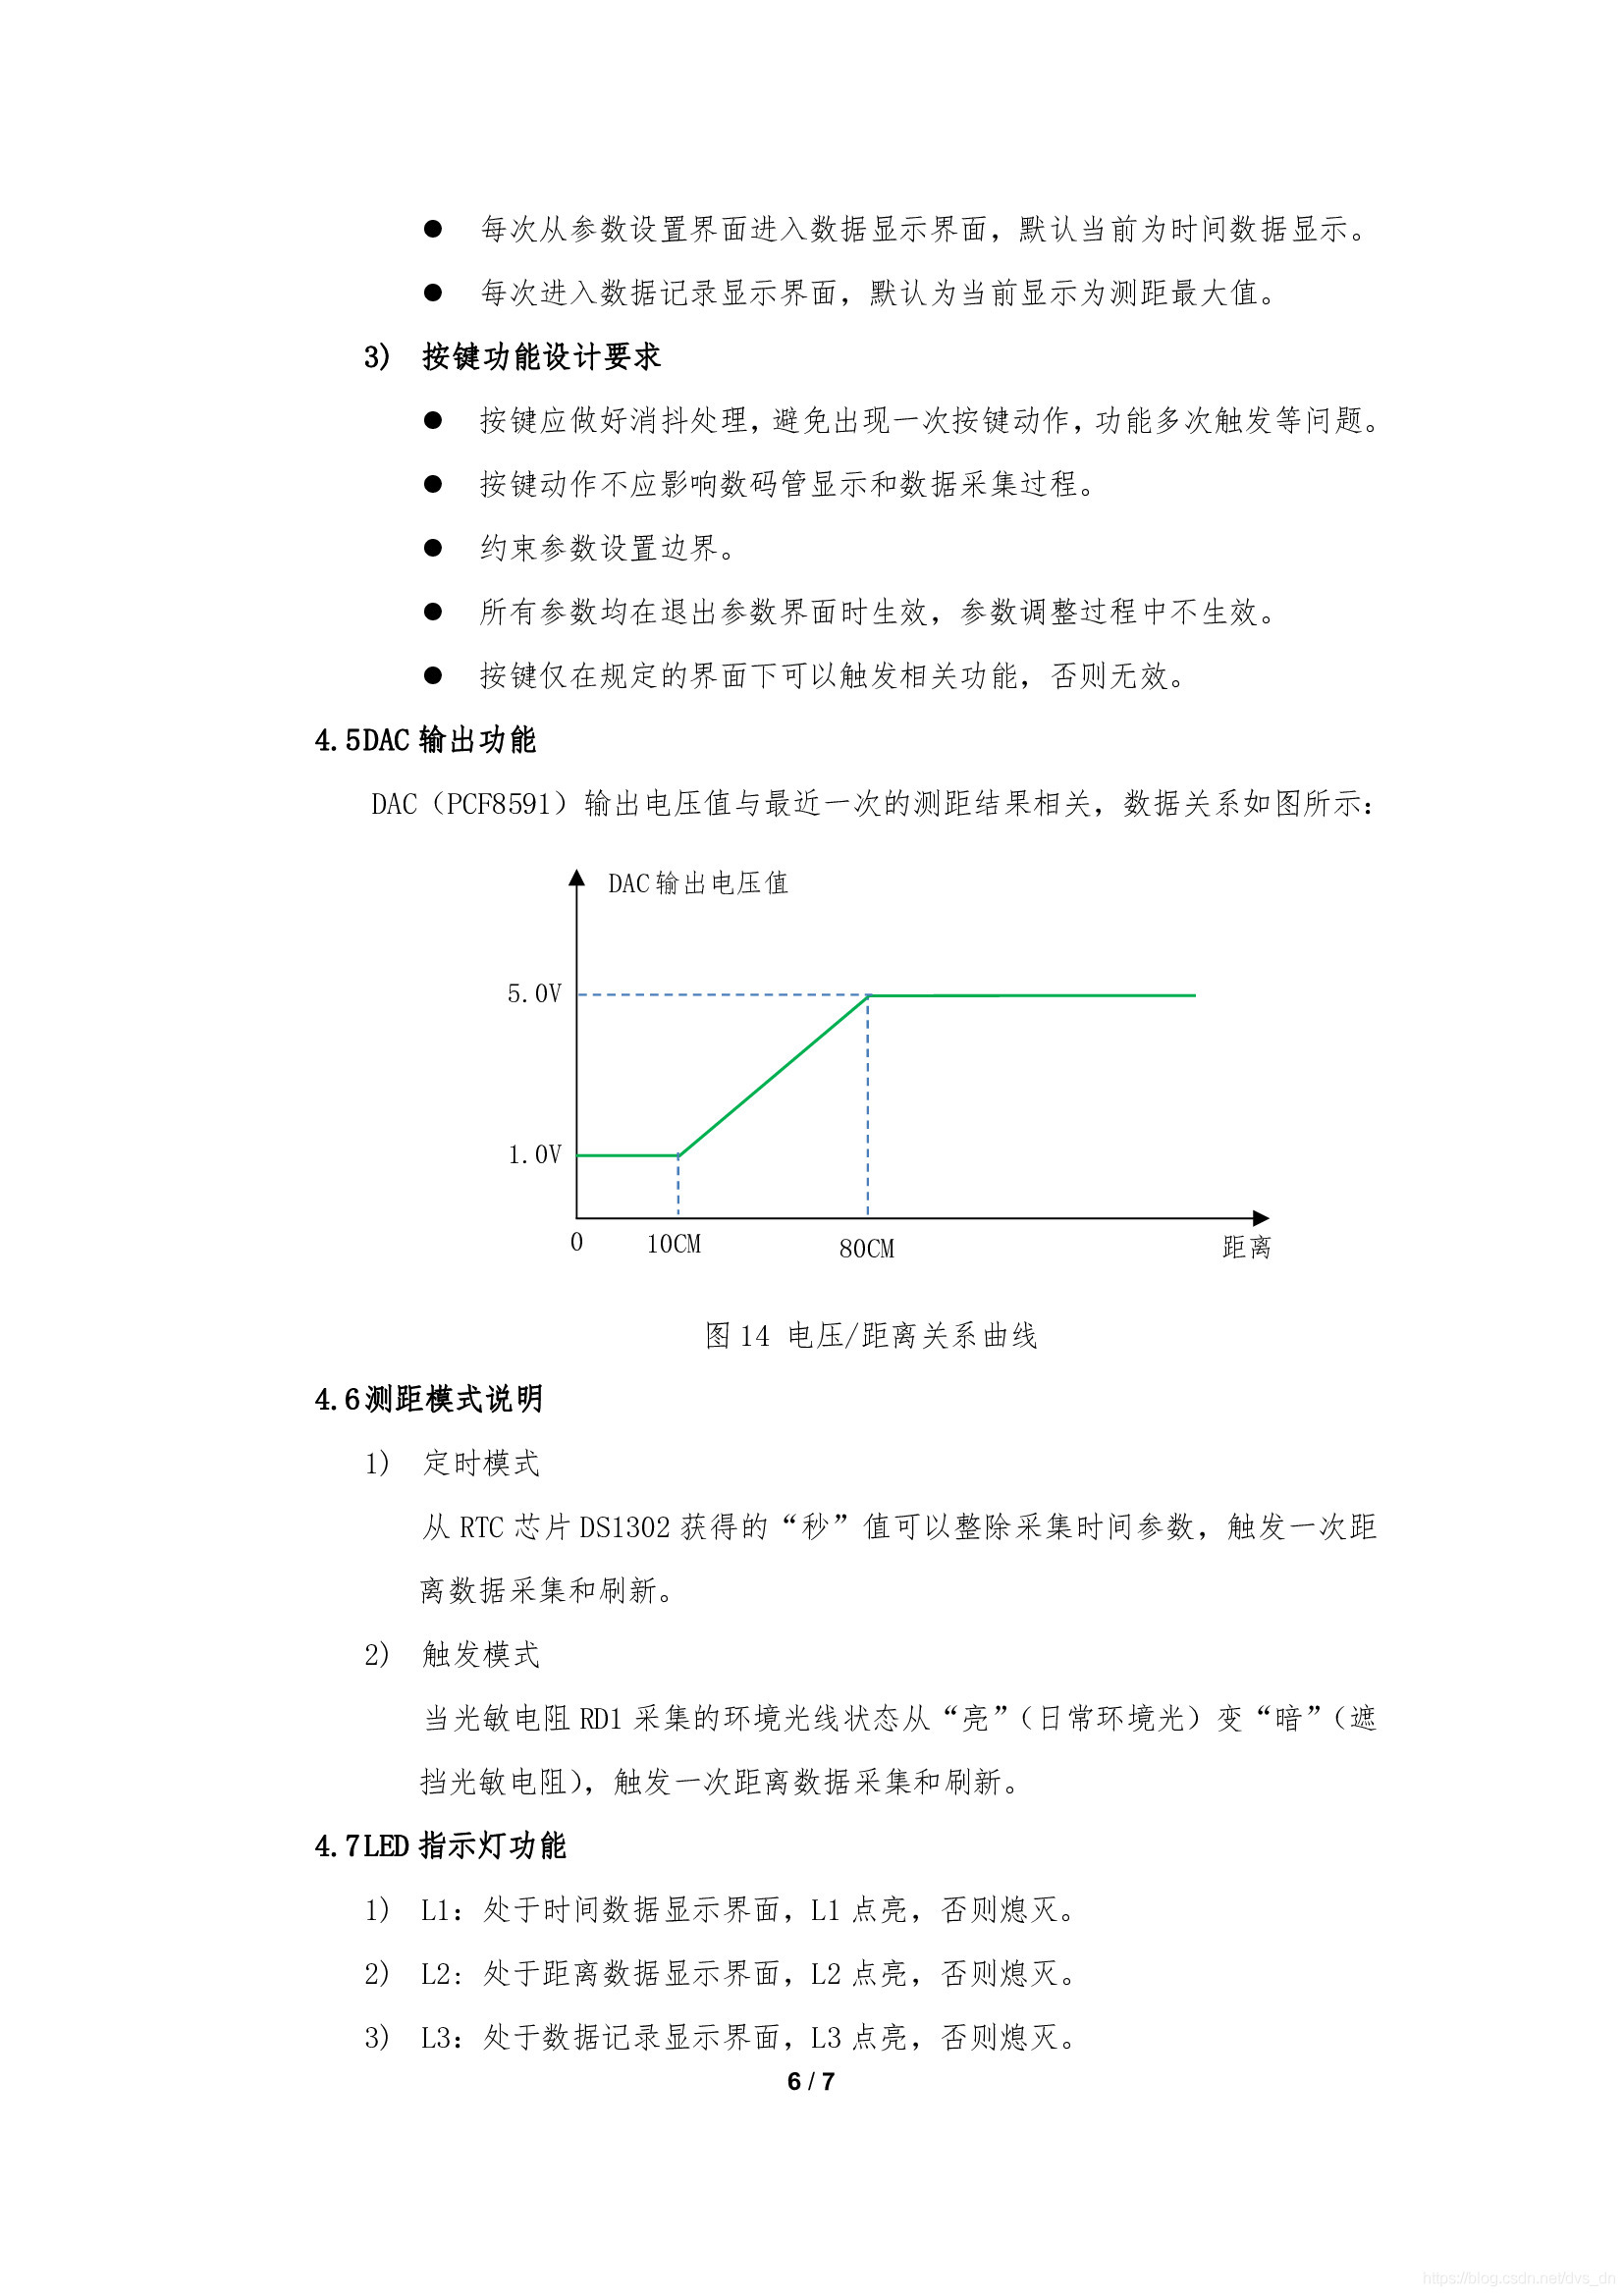 ● 每次从参数设置界面进入数据显示界面，默认当前为时间数据显示。
● 每次进入数据记录显示界面，默认为当前显示为测距最大值。
3) 按键功能设计要求
● 按键应做好消抖处理，避免出现一次按键动作，功能多次触发等问题。
● 按键动作不应影响数码管显示和数据采集过程。
● 约束参数设置边界。
● 所有参数均在退出参数界面时生效，参数调整过程中不生效。
● 按键仅在规定的界面下可以触发相关功能，否则无效。
4.5DAC 输出功能
DAC（PCF8591）输出电压值与最近一次的测距结果相关，数据关系如图所示：
DAC 输出电压值
5.0V
1.0V
0 10CM 80CM 距离
图 14 电压/距离关系曲线
4.6 测距模式说明
1) 定时模式
从 RTC 芯片 DS1302 获得的“秒”值可以整除采集时间参数，触发一次距
离数据采集和刷新。
2) 触发模式
当光敏电阻 RD1 采集的环境光线状态从“亮”（日常环境光）变“暗”（遮
挡光敏电阻），触发一次距离数据采集和刷新。
4.7LED 指示灯功能
1) L1：处于时间数据显示界面，L1 点亮，否则熄灭。
2) L2: 处于距离数据显示界面，L2 点亮，否则熄灭。
3) L3：处于数据记录显示界面，L3 点亮，否则熄灭。
6 / 7
https://blog.csdn.net/dvs_dn